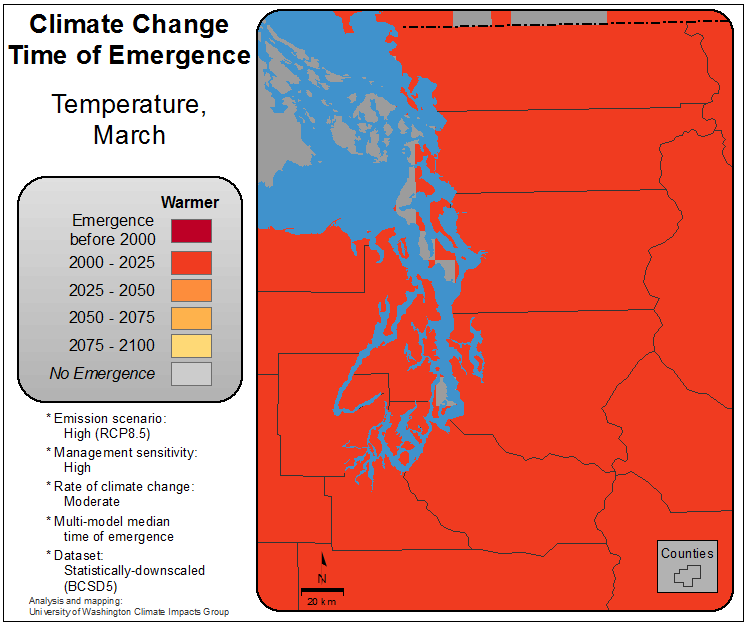 Climate Change
Time of Emergence
Temperature,
March
Warmer
Emergence
before 2000
2000 - 2025
2025 - 2050
2050 - 2075
2075 - 2100
No Emergence
* Emission scenario:
High (RCP8.5)
* Management sensitivity:
High
* Rate of climate change:
Moderate
* Multi-model median
time of emergence
* Dataset:
Statistically-downscaled
(BCSD5)
Analysis and mapping:
University of Washington Climate Impacts Group
N
20 km
Counties